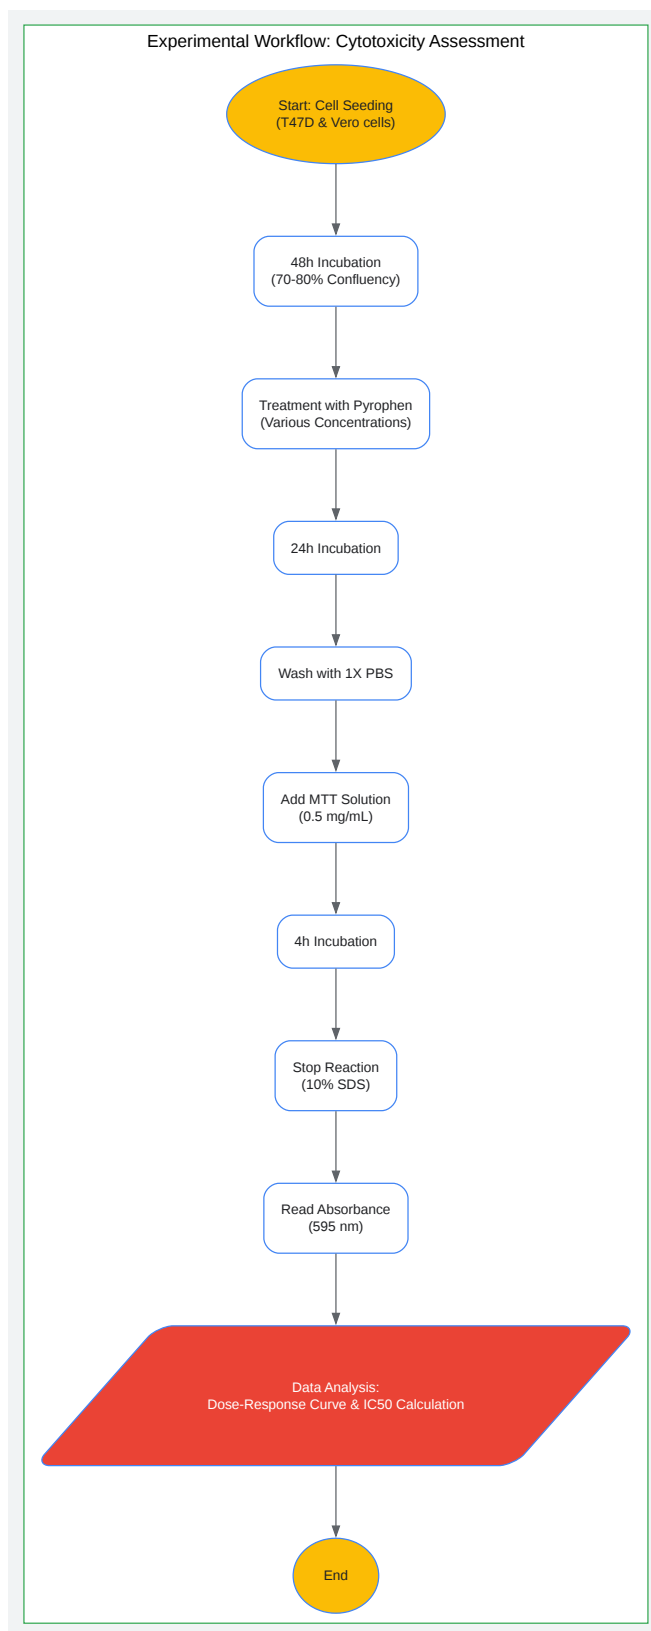 Experimental Workflow: Cytotoxicity Assessment
Start: Cell Seeding
(T47D & Vero cells)
48h Incubation
(70-80% Confluency)
Treatment with Pyrophen
(Various Concentrations)
24h Incubation
Wash with 1X PBS
Add MTT Solution
(0.5 mg/mL)
4h Incubation
Stop Reaction
(10% SDS)
Read Absorbance
(595 nm)
Data Analysis:
Dose-Response Curve & IC50 Calculation
End